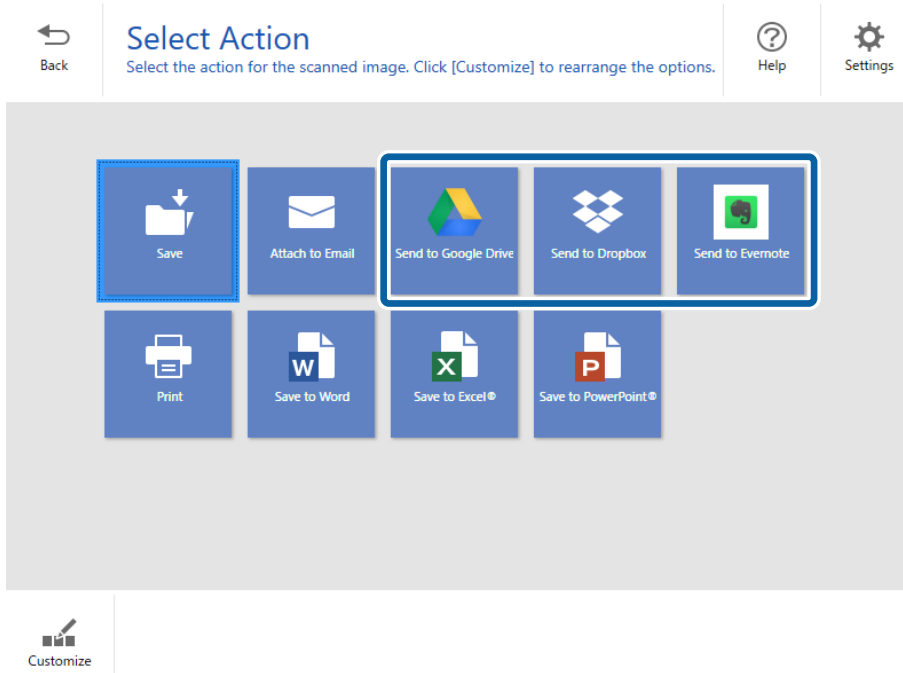 Back
Select Action
Select the action for the scanned image. Click [Customize] to rearrange the options.
Help
Settings
Save
Attach to Email
Send to Google Drive
Send to Dropbox
Send to Evernote
Print
W
Save to Word
X
Save to Excel®
P
Save to PowerPoint®
Customize